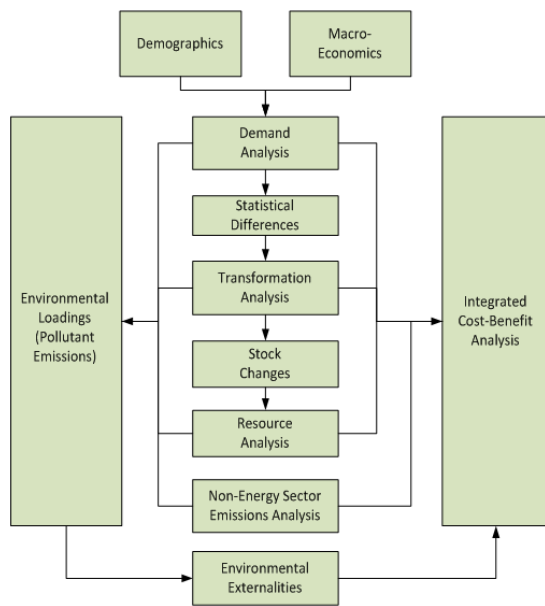 Demographics
Macro-
Economics
Demand
Analysis
Statistical
Differences
Transformation
Analysis
Environmental
Loadings
(Pollutant
Emissions)
Integrated
Cost-Benefit
Analysis
Stock
Changes
Resource
Analysis
Non-Energy Sector
Emissions Analysis
Environmental
Externalities